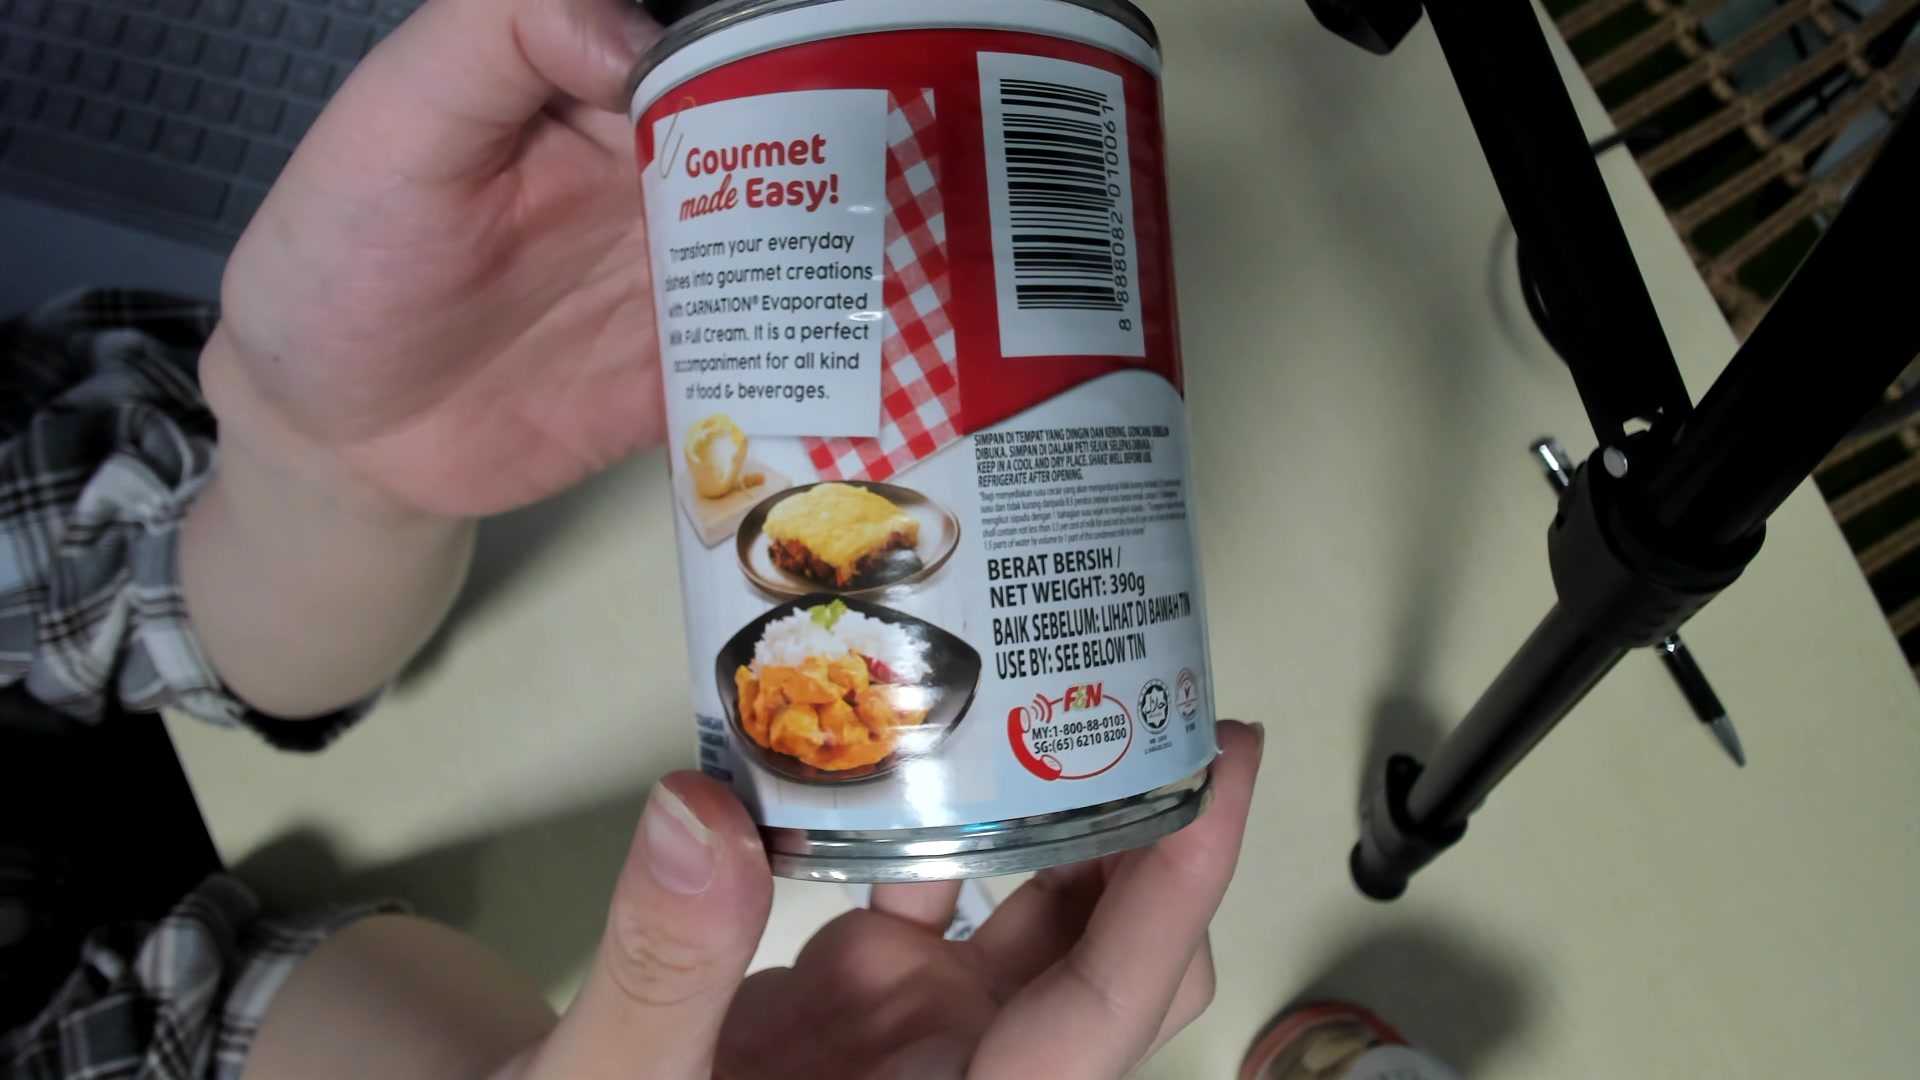 Gourmet
made Easy!
Transform your everyday
dishes into gourmet creations
with CARNATION® Evaporated
Milk Full Cream. It is a perfect
accompaniment for all kind
of food & beverages.
8 888082 010061
SIMPAN DI TEMPAT YANG DINGIN DAN KERING. GONCANG SEBELUM
DIBUKA. SIMPAN DI DALAM PETI SEJUK SELEPAS DIBUKA.
KEEP IN A COOL AND DRY PLACE. SHAKE WELL BEFORE USE.
REFRIGERATE AFTER OPENING.
BERAT BERSIH /
NET WEIGHT: 390g
BAIK SEBELUM: LIHAT DI BAWAH TIN
USE BY: SEE BELOW TIN
F&N
MY:1-800-88-0103
SG:(65) 6210 8200